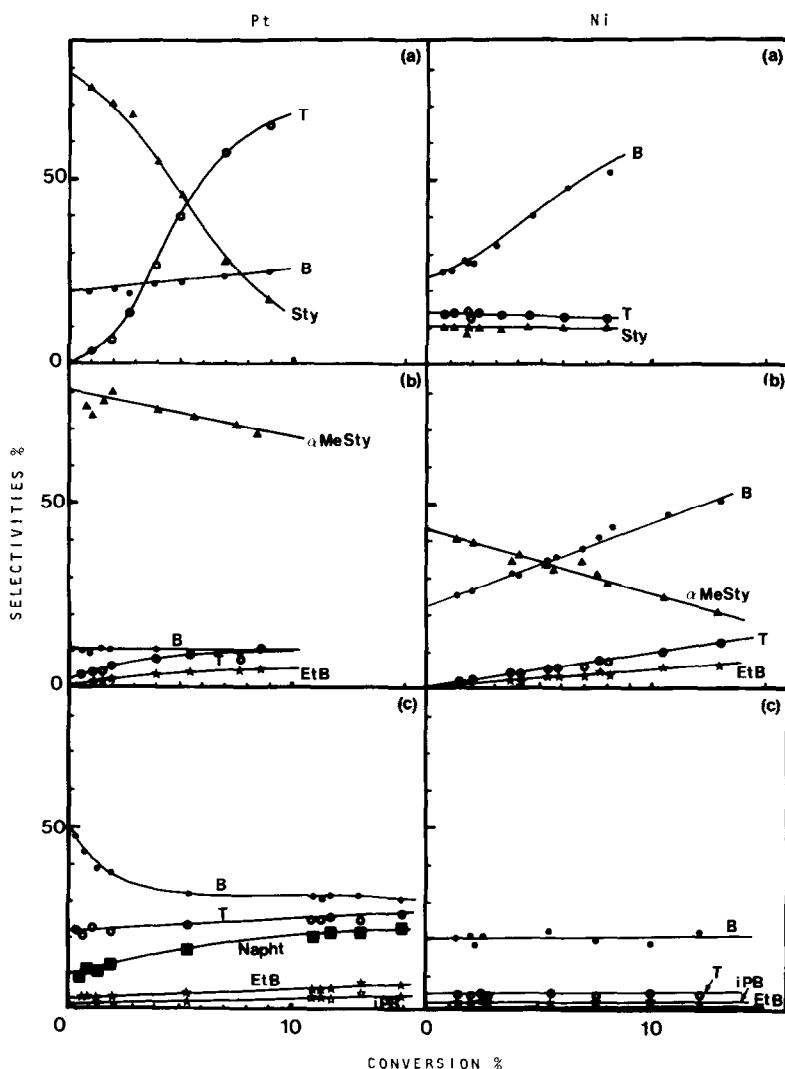 Pt
Ni
(a)
T
50
B
Sty
0
(a)
B
T
Sty
(b)
αMeSty
50
B
T
EtB
0
(b)
B
αMeSty
T
EtB
(c)
50
B
T
Napht
EtB
iPB
0
10
(c)
B
T
iPB
EtB
0
10
SELECTIVITIES %
CONVERSION %